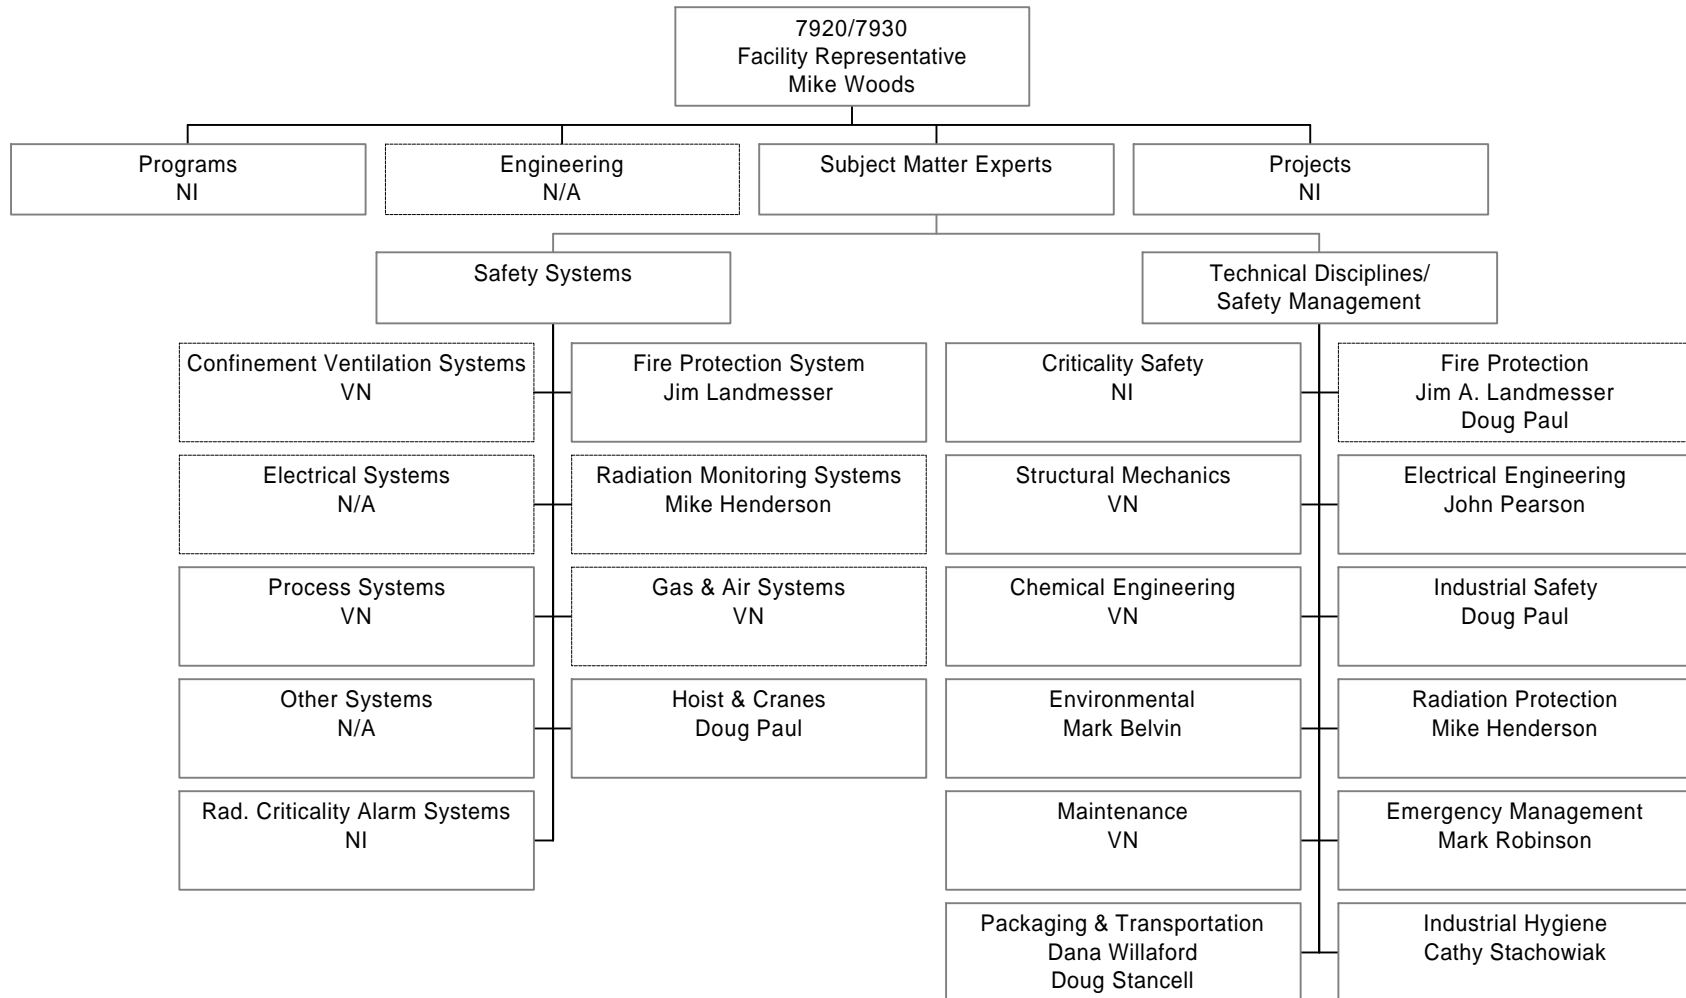 7920/7930
Facility Representative
Mike Woods
Programs
NI
Engineering
N/A
Subject Matter Experts
Projects
NI
Safety Systems
Technical Disciplines/
Safety Management
Confinement Ventilation Systems
VN
Fire Protection System
Jim Landmesser
Criticality Safety
NI
Fire Protection
Jim A. Landmesser
Doug Paul
Electrical Systems
N/A
Radiation Monitoring Systems
Mike Henderson
Structural Mechanics
VN
Electrical Engineering
John Pearson
Process Systems
VN
Gas & Air Systems
VN
Chemical Engineering
VN
Industrial Safety
Doug Paul
Other Systems
N/A
Hoist & Cranes
Doug Paul
Environmental
Mark Belvin
Radiation Protection
Mike Henderson
Rad. Criticality Alarm Systems
NI
Maintenance
VN
Emergency Management
Mark Robinson
Packaging & Transportation
Dana Willaford
Doug Stancell
Industrial Hygiene
Cathy Stachowiak